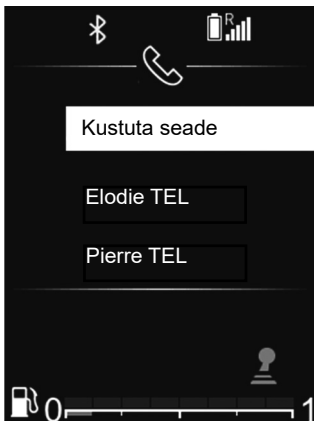 R
Kustuta seade
Elodie TEL
Pierre TEL
0 1